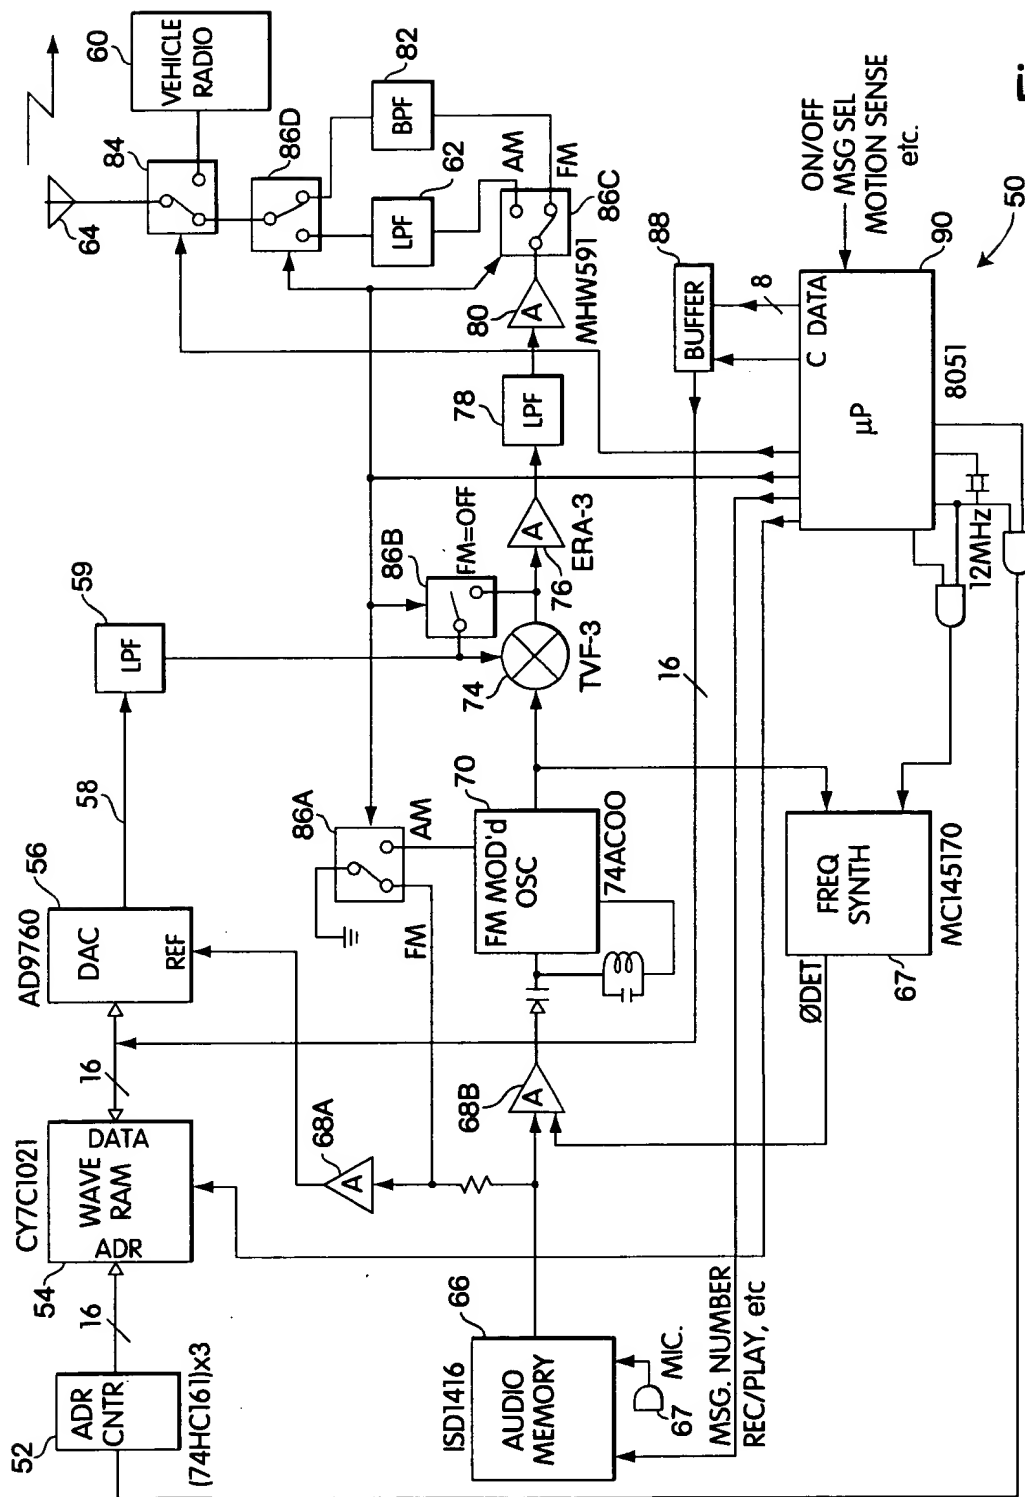 52
ADR
CNTR
(74HC161)x3
16
54
CY7C1021
ADR
WAVE
RAM
DATA
16
AD9760
56
DAC
REF
58
59
LPF
64
84
60
VEHICLE
RADIO
86D
82
BPF
62
LPF
AM
FM
86C
MHW591
80
A
78
LPF
ERA-3
76
A
86B
FM=OFF
74
TVF-3
86A
AM
FM
70
FM MOD'd
OSC
74AC00
68A
A
68B
A
ISD1416
66
AUDIO
MEMORY
MIC.
67
MSG. NUMBER
REC/PLAY, etc
ØDET
FREQ
SYNTH
67
MC145170
16
88
BUFFER
8
C DATA
µP
90
8051
12MHz
ON/OFF
MSG SEL
MOTION SENSE
etc.
50